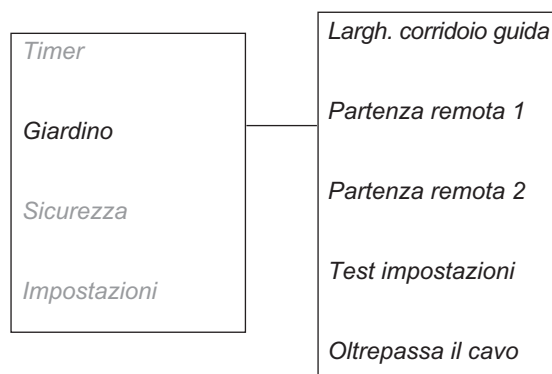 Timer
Giardino
Sicurezza
Impostazioni
Largh. corridoio guida
Partenza remota 1
Partenza remota 2
Test impostazioni
Oltrepassa il cavo